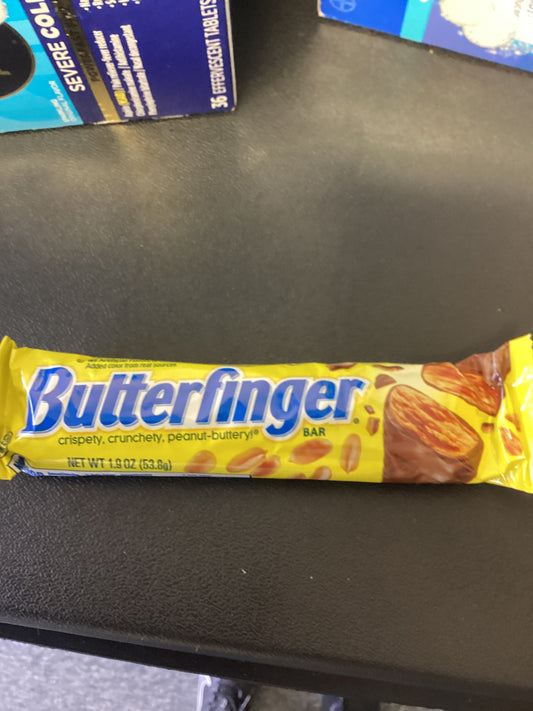 SEVERE COL
36 EFFERVESCENT TABLETS
Added color from real sources
Butterfinger®
crispety, crunchety, peanut-buttery!®
BAR
NET WT 1.9 OZ (53.8g)